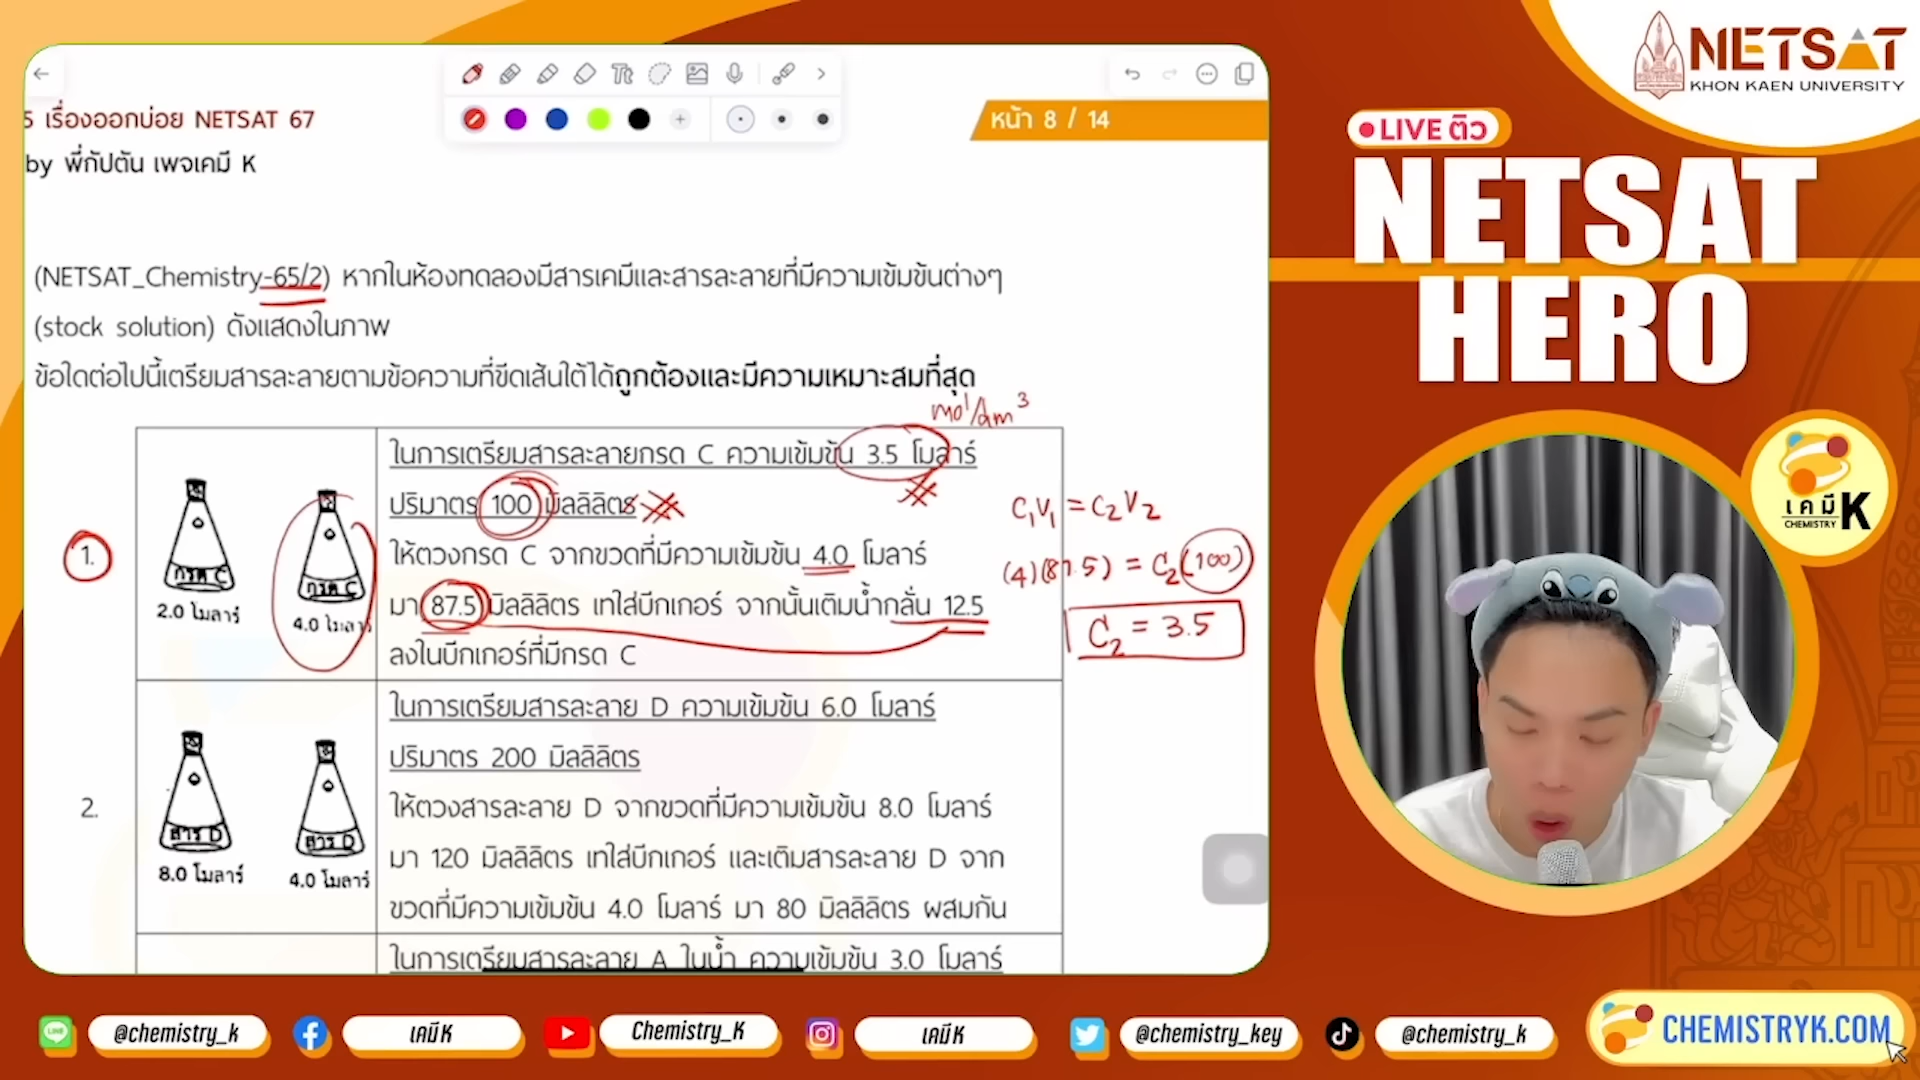 5 เรื่องออกบ่อย NETSAT 67
by พี่กัปตัน เพจเคมี K
หน้า 8 / 14
(NETSAT_Chemistry-65/2) หากในห้องทดลองมีสารเคมีและสารละลายที่มีความเข้มข้นต่างๆ
(stock solution) ดังแสดงในภาพ
ข้อใดต่อไปนี้เตรียมสารละลายตามข้อความที่ขีดเส้นใต้ได้ถูกต้องและมีความเหมาะสมที่สุด
mol/dm³
1.
กรด C
2.0 โมลาร์
กรด C
4.0 โมลาร์
ในการเตรียมสารละลายกรด C ความเข้มข้น 3.5 โมลาร์
ปริมาตร 100 มิลลิลิตร
ให้ตวงกรด C จากขวดที่มีความเข้มข้น 4.0 โมลาร์
มา 87.5 มิลลิลิตร เทใส่บีกเกอร์ จากนั้นเติมน้ำกลั่น 12.5
ลงในบีกเกอร์ที่มีกรด C
C₁V₁ = C₂V₂
(4)(87.5) = C₂(100)
C₂ = 3.5
2.
สาร D
8.0 โมลาร์
สาร D
4.0 โมลาร์
ในการเตรียมสารละลาย D ความเข้มข้น 6.0 โมลาร์
ปริมาตร 200 มิลลิลิตร
ให้ตวงสารละลาย D จากขวดที่มีความเข้มข้น 8.0 โมลาร์
มา 120 มิลลิลิตร เทใส่บีกเกอร์ และเติมสารละลาย D จาก
ขวดที่มีความเข้มข้น 4.0 โมลาร์ มา 80 มิลลิลิตร ผสมกัน
ในการเตรียมสารละลาย A ในน้ำ ความเข้มข้น 3.0 โมลาร์
NETSAT
KHON KAEN UNIVERSITY
LIVE ติว
NETSAT
HERO
เคมี K
CHEMISTRY
@chemistry_k
เคมี K
Chemistry_K
เคมี K
@chemistry_key
@chemistry_k
CHEMISTRYK.COM